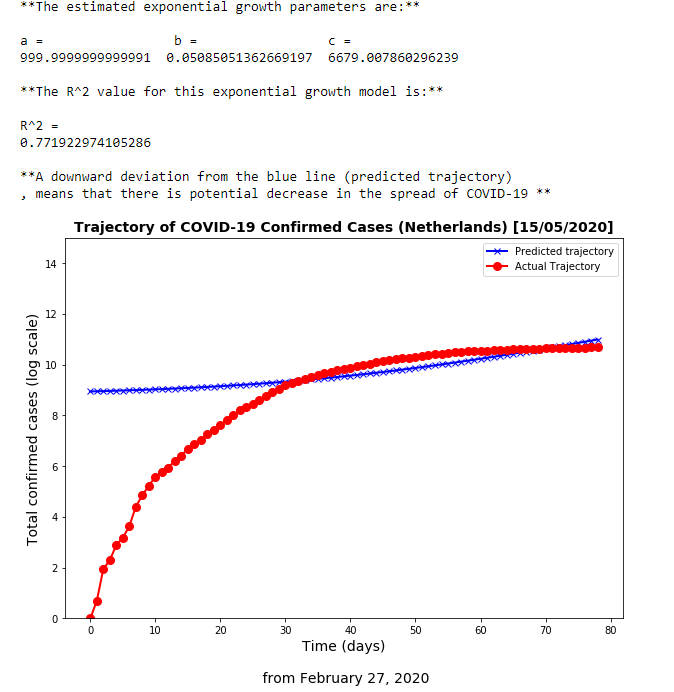 **The estimated exponential growth parameters are:**
a = b = c =
999.9999999999991 0.05085051362669197 6679.007860296239
**The R^2 value for this exponential growth model is:**
R^2 =
0.771922974105286
**A downward deviation from the blue line (predicted trajectory)
, means that there is potential decrease in the spread of COVID-19 **
Trajectory of COVID-19 Confirmed Cases (Netherlands) [15/05/2020]
Predicted trajectory
Actual Trajectory
Total confirmed cases (log scale)
14
12
10
8
6
4
2
0
0 10 20 30 40 50 60 70 80
Time (days)
from February 27, 2020